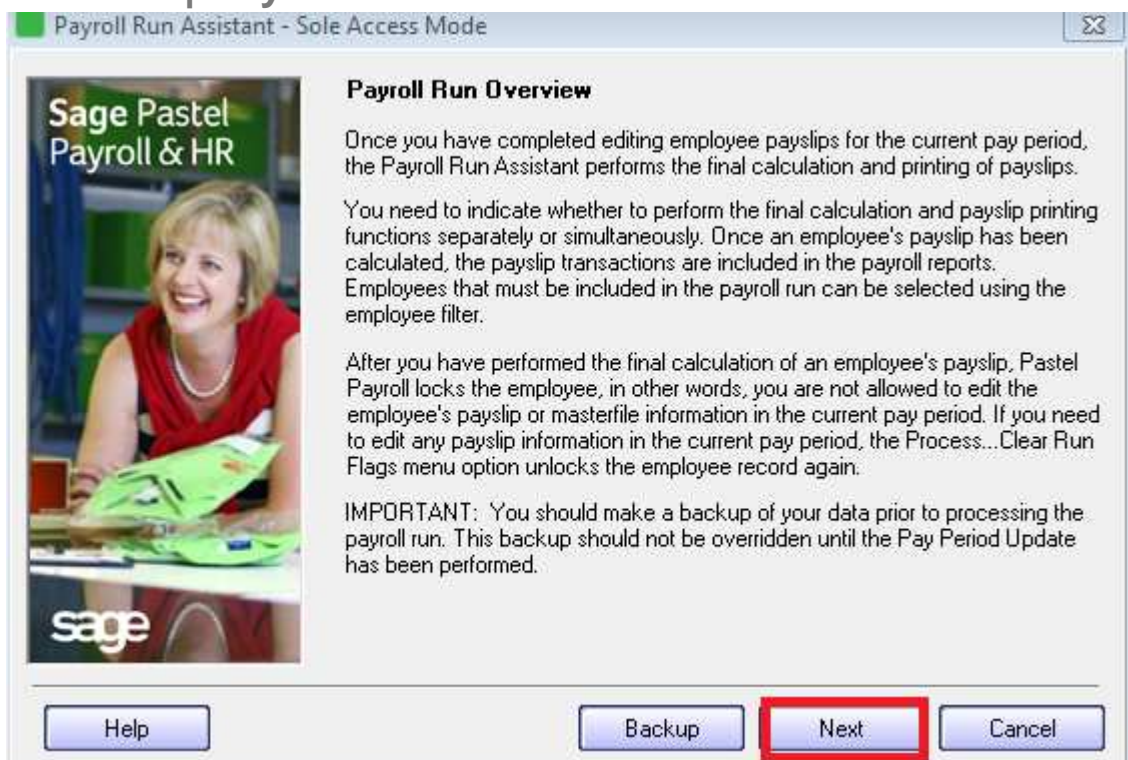 Payroll Run Assistant - Sole Access Mode
Sage Pastel
Payroll & HR
sage
Payroll Run Overview
Once you have completed editing employee payslips for the current pay period,
the Payroll Run Assistant performs the final calculation and printing of payslips.
You need to indicate whether to perform the final calculation and payslip printing
functions separately or simultaneously. Once an employee's payslip has been
calculated, the payslip transactions are included in the payroll reports.
Employees that must be included in the payroll run can be selected using the
employee filter.
After you have performed the final calculation of an employee's payslip, Pastel
Payroll locks the employee, in other words, you are not allowed to edit the
employee's payslip or masterfile information in the current pay period. If you need
to edit any payslip information in the current pay period, the Process...Clear Run
Flags menu option unlocks the employee record again.
IMPORTANT: You should make a backup of your data prior to processing the
payroll run. This backup should not be overridden until the Pay Period Update
has been performed.
Help
Backup
Next
Cancel